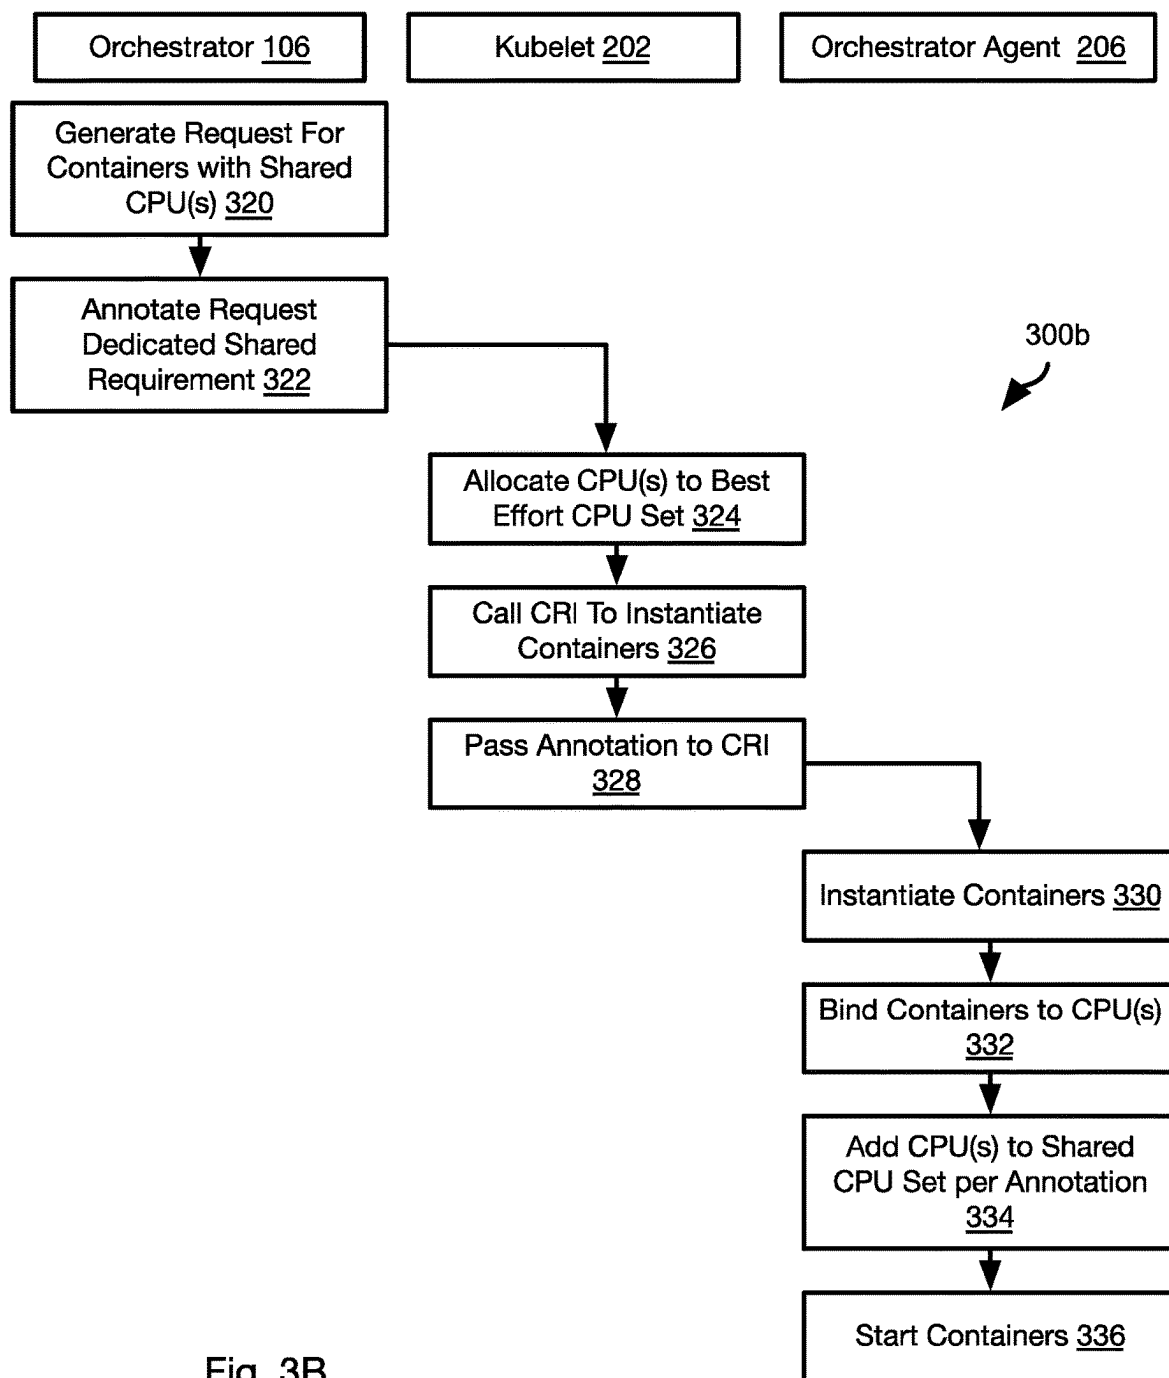 Orchestrator 106
Kubelet 202
Orchestrator Agent 206
Generate Request For
Containers with Shared
CPU(s) 320
Annotate Request
Dedicated Shared
Requirement 322
300b
Allocate CPU(s) to Best
Effort CPU Set 324
Call CRI To Instantiate
Containers 326
Pass Annotation to CRI
328
Instantiate Containers 330
Bind Containers to CPU(s)
332
Add CPU(s) to Shared
CPU Set per Annotation
334
Start Containers 336
Fig. 3B